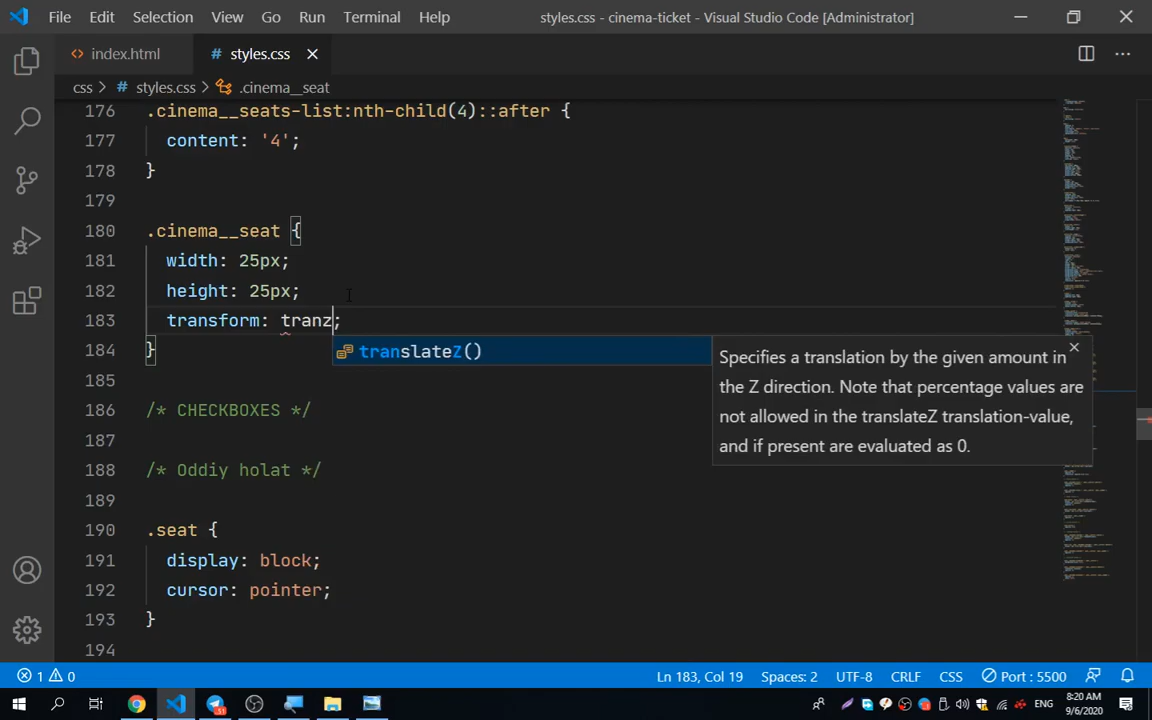 File Edit Selection View Go Run Terminal Help styles.css - cinema-ticket - Visual Studio Code [Administrator]
<> index.html # styles.css
css > # styles.css > .cinema__seat
176 .cinema__seats-list:nth-child(4)::after {
177 content: '4';
178 }
179
180 .cinema__seat {
181 width: 25px;
182 height: 25px;
183 transform: tranz;
translateZ()
Specifies a translation by the given amount in
the Z direction. Note that percentage values are
not allowed in the translateZ translation-value,
and if present are evaluated as 0.
184 }
185
186 /* CHECKBOXES */
187
188 /* Oddiy holat */
189
190 .seat {
191 display: block;
192 cursor: pointer;
193 }
194
1 0 Ln 183, Col 19 Spaces: 2 UTF-8 CRLF CSS Port : 5500
ENG 8:20 AM
9/6/2020